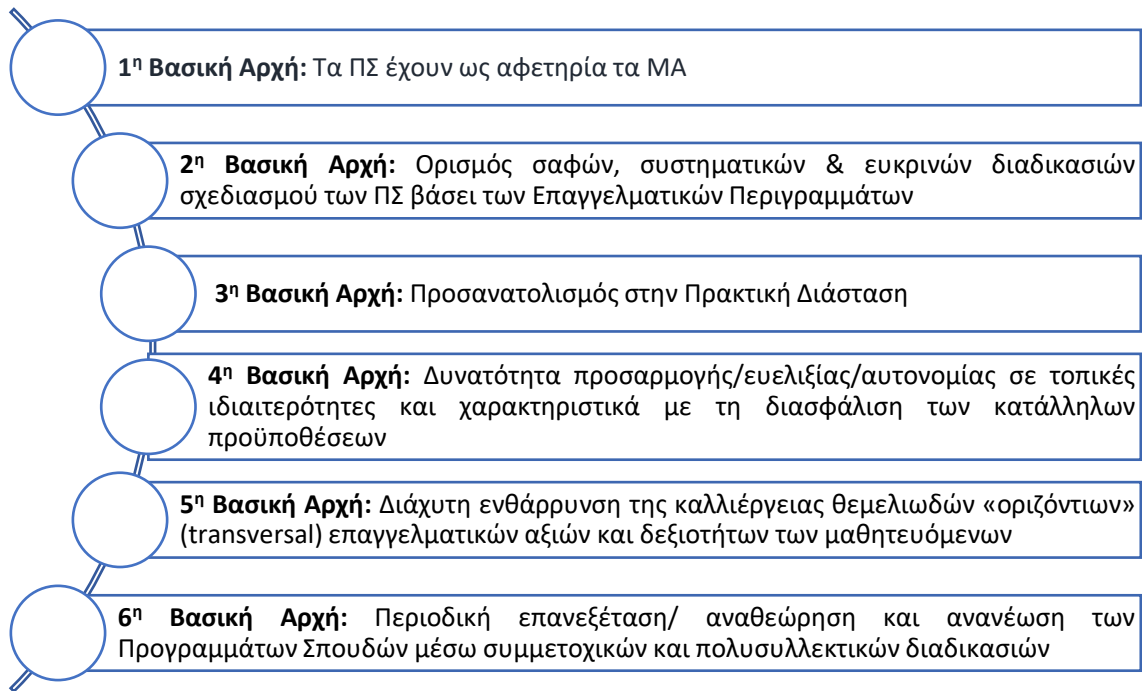 1η Βασική Αρχή: Τα ΠΣ έχουν ως αφετηρία τα ΜΑ
2η Βασική Αρχή: Ορισμός σαφών, συστηματικών & ευκρινών διαδικασιών
σχεδιασμού των ΠΣ βάσει των Επαγγελματικών Περιγραμμάτων
3η Βασική Αρχή: Προσανατολισμός στην Πρακτική Διάσταση
4η Βασική Αρχή: Δυνατότητα προσαρμογής/ευελιξίας/αυτονομίας σε τοπικές
ιδιαιτερότητες και χαρακτηριστικά με τη διασφάλιση των κατάλληλων
προϋποθέσεων
5η Βασική Αρχή: Διάχυτη ενθάρρυνση της καλλιέργειας θεμελιωδών «οριζόντιων»
(transversal) επαγγελματικών αξιών και δεξιοτήτων των μαθητευόμενων
6η Βασική Αρχή: Περιοδική επανεξέταση/ αναθεώρηση και ανανέωση των
Προγραμμάτων Σπουδών μέσω συμμετοχικών και πολυσυλλεκτικών διαδικασιών